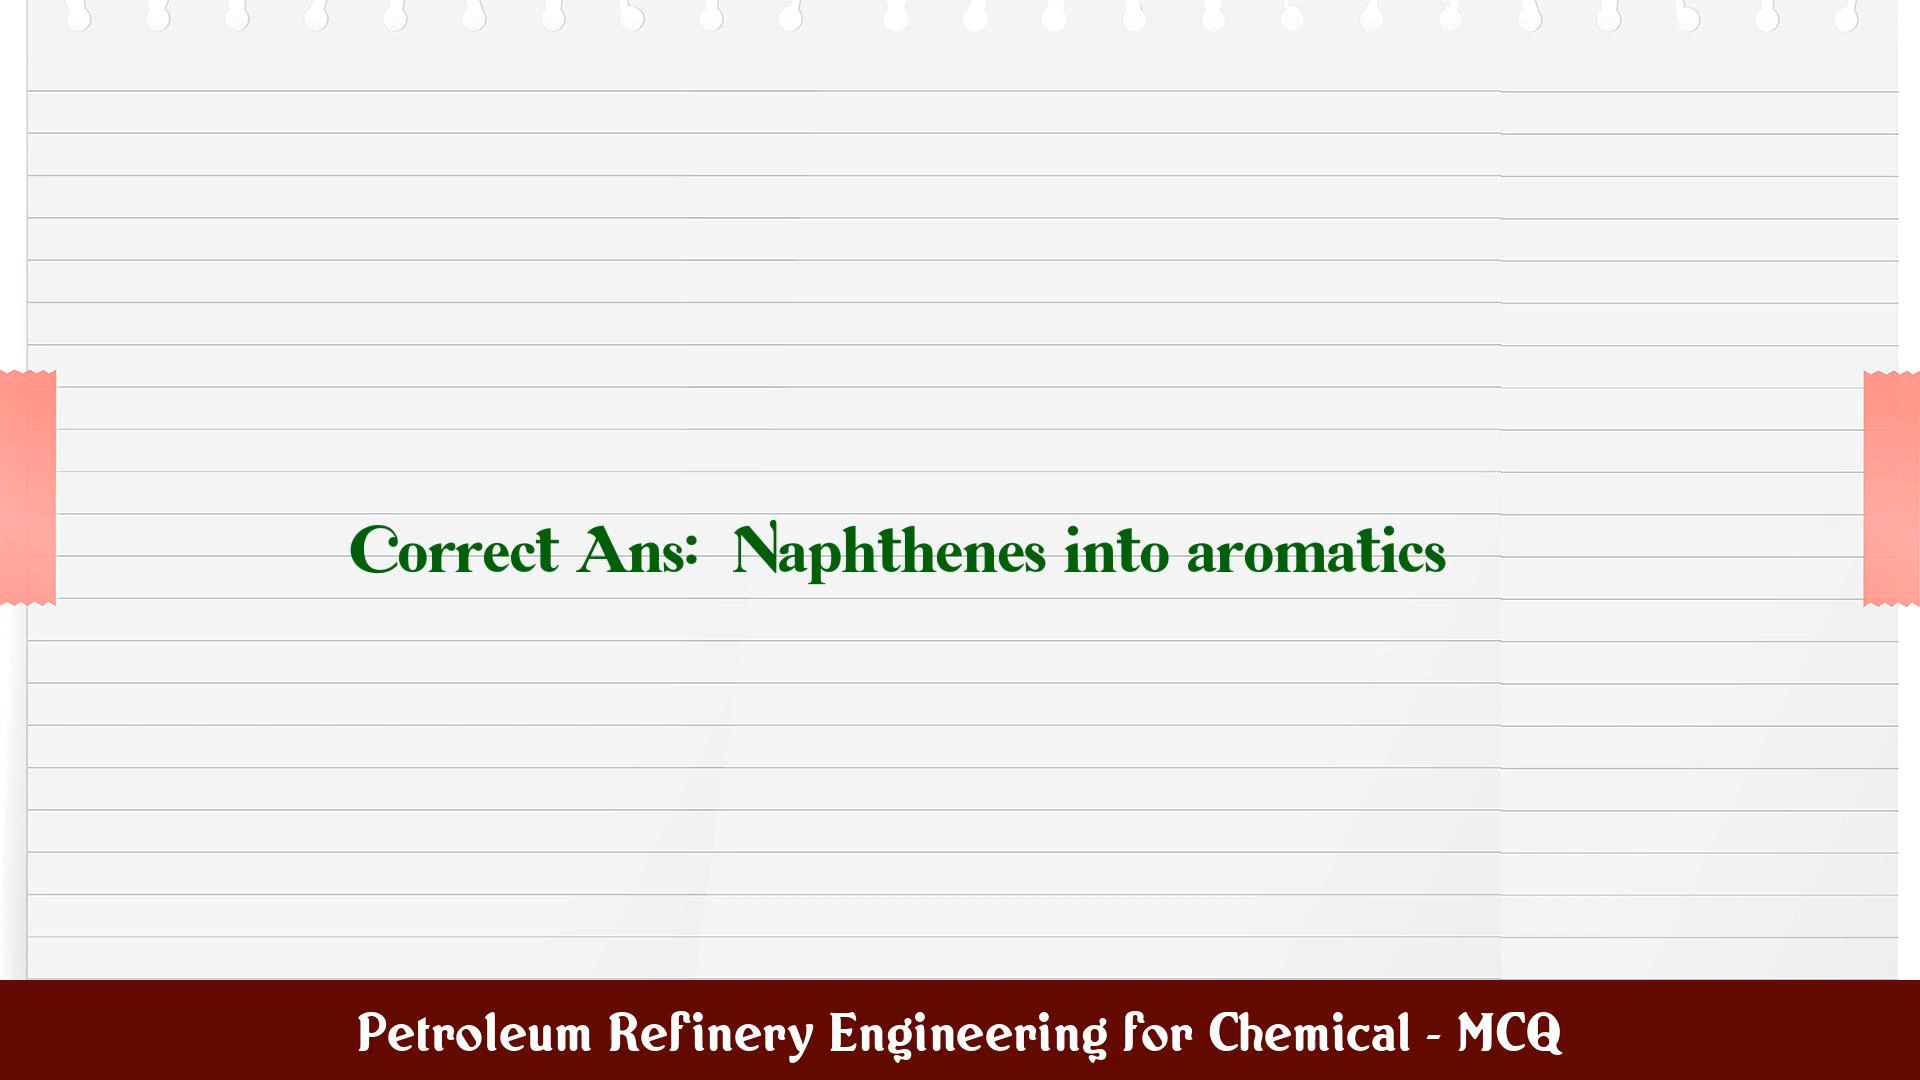 Correct Ans: Naphthenes into aromatics
Petroleum Refinery Engineering for Chemical - MCQ